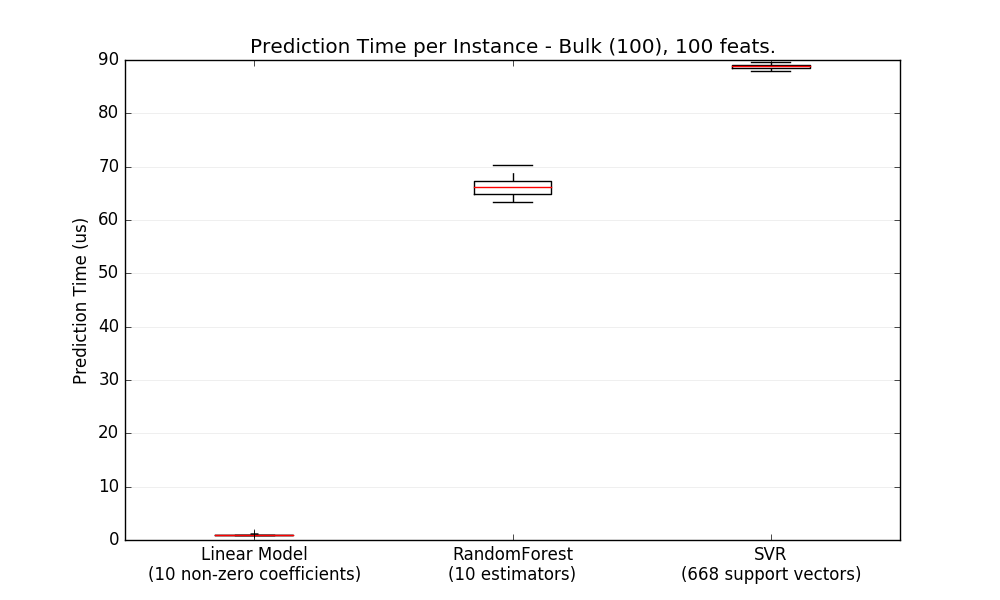 Prediction Time per Instance - Bulk (100), 100 feats.
90
80
70
60
50
40
30
20
10
0
Prediction Time (us)
Linear Model
(10 non-zero coefficients)
RandomForest
(10 estimators)
SVR
(668 support vectors)